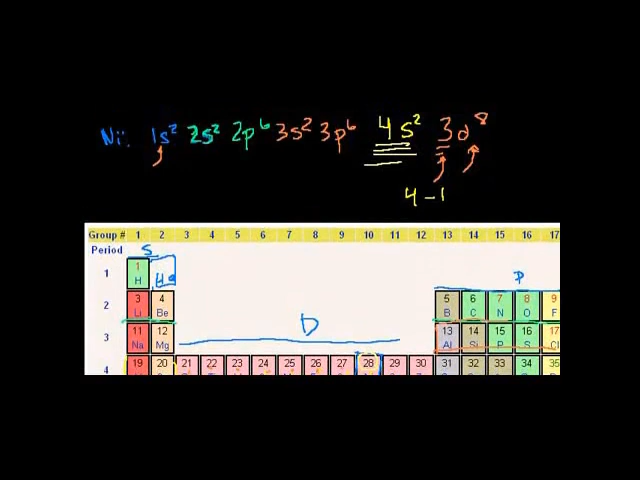 Ni: 1s² 2s² 2p⁶ 3s² 3p⁶ 4s² 3d⁸
4-1
Group # 1 2 3 4 5 6 7 8 9 10 11 12 13 14 15 16 17
Period S
1 1 H He P
2 3 Li 4 Be D 5 B 6 C 7 N 8 O 9 F
3 11 Na 12 Mg 13 Al 14 Si 15 P 16 S 17 Cl
4 19 20 21 22 23 24 25 26 27 28 29 30 31 32 33 34 35